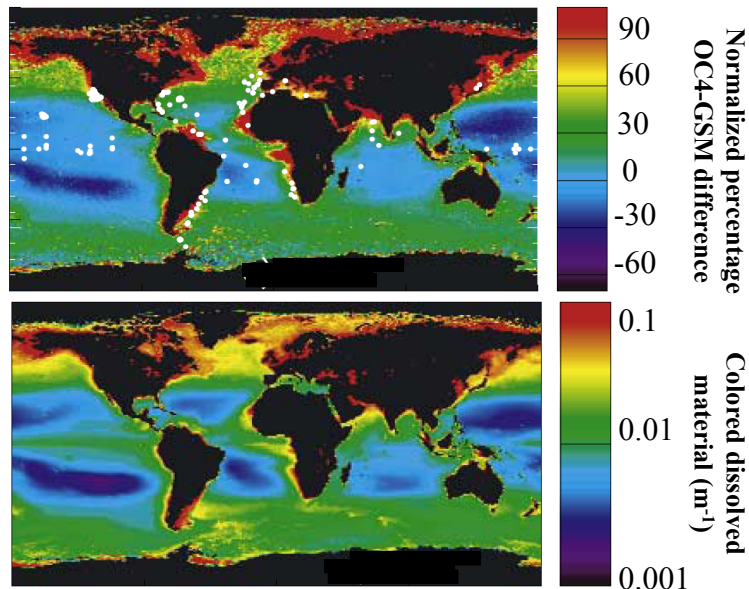 90
60
30
0
-30
-60
Normalized percentage
OC4-GSM difference
0.1
0.01
0.001
Colored dissolved
material (m-1)